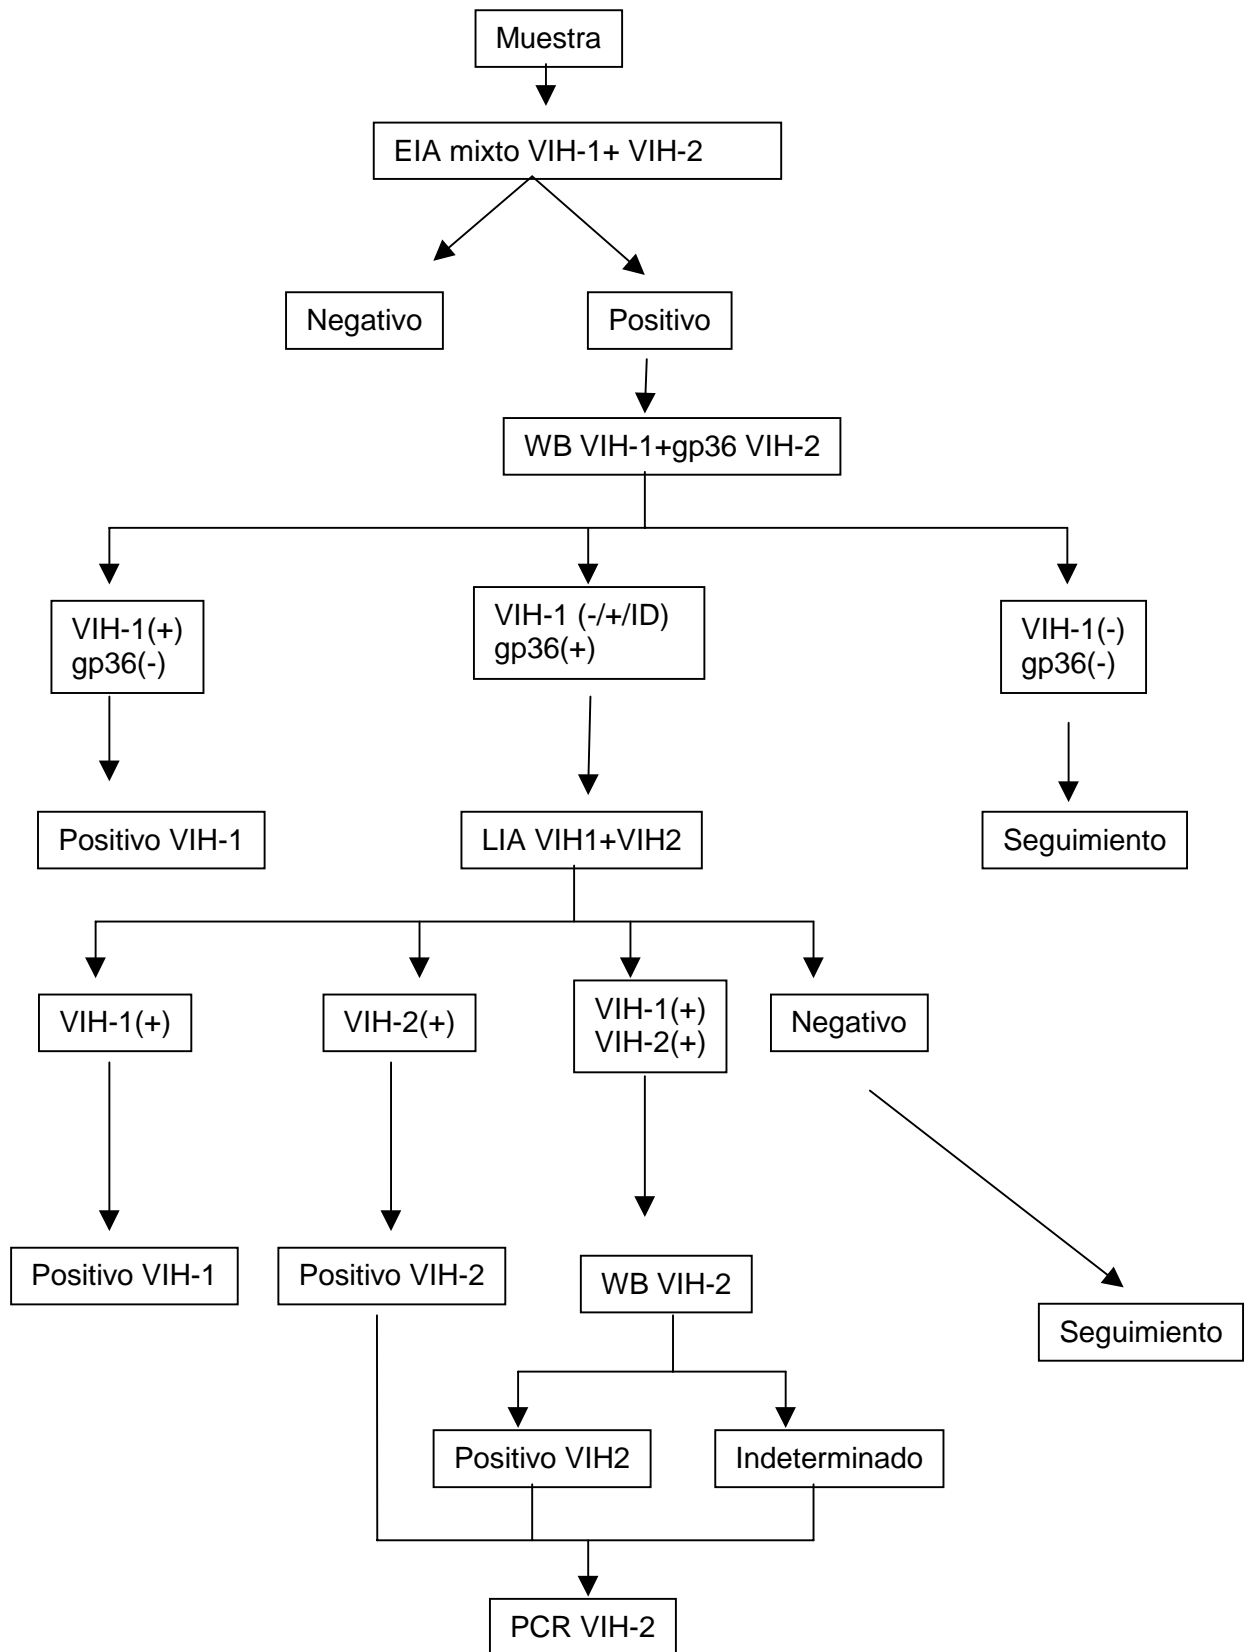 Muestra
EIA mixto VIH-1+ VIH-2
Negativo
Positivo
WB VIH-1+gp36 VIH-2
VIH-1(+)
gp36(-)
VIH-1 (-/+/ID)
gp36(+)
VIH-1(-)
gp36(-)
Positivo VIH-1
LIA VIH1+VIH2
Seguimiento
VIH-1(+)
VIH-2(+)
VIH-1(+)
VIH-2(+)
Negativo
Positivo VIH-1
Positivo VIH-2
WB VIH-2
Seguimiento
Positivo VIH2
Indeterminado
PCR VIH-2